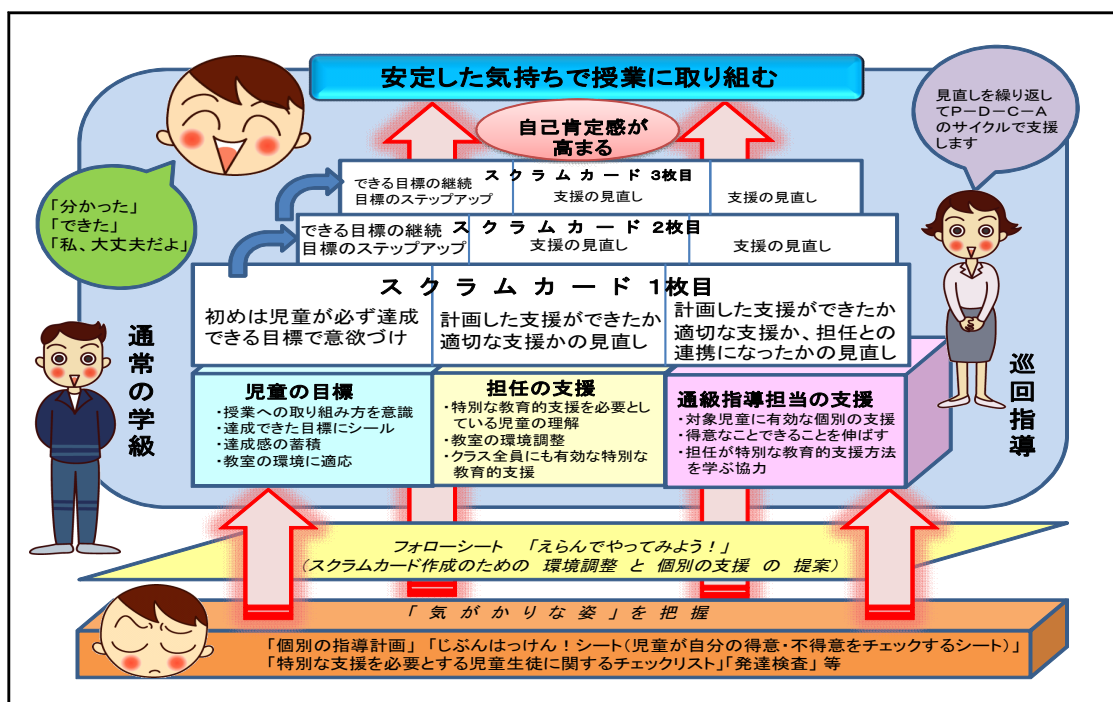 安定した気持ちで授業に取り組む
自己肯定感が
高まる
見直しを繰り返し
てP－D－C－A
のサイクルで支援
します
「分かった」
「できた」
「私、大丈夫だよ」
スクラムカード 3枚目
できる目標の継続
目標のステップアップ
支援の見直し
支援の見直し
スクラムカード 2枚目
できる目標の継続
目標のステップアップ
支援の見直し
支援の見直し
スクラムカード 1枚目
初めは児童が必ず達成
できる目標で意欲づけ
計画した支援ができたか
適切な支援かの見直し
計画した支援ができたか
適切な支援か、担任との
連携になったかの見直し
通常の学級
巡回指導
児童の目標
・授業への取り組み方を意識
・達成できた目標にシール
・達成感の蓄積
・教室の環境に適応
担任の支援
・特別な教育的支援を必要とし
ている児童の理解
・教室の環境調整
・クラス全員にも有効な特別な
教育的支援
通級指導担当の支援
・対象児童に有効な個別の支援
・得意なことできることを伸ばす
・担任が特別な教育的支援方法
を学ぶ協力
フォローシート 「えらんでやってみよう！」
（スクラムカード作成のための 環境調整 と 個別の支援 の 提案）
「気がかりな姿」を把握
「個別の指導計画」「じぶんはっけん！シート（児童が自分の得意・不得意をチェックするシート）」
「特別な支援を必要とする児童生徒に関するチェックリスト」「発達検査」 等